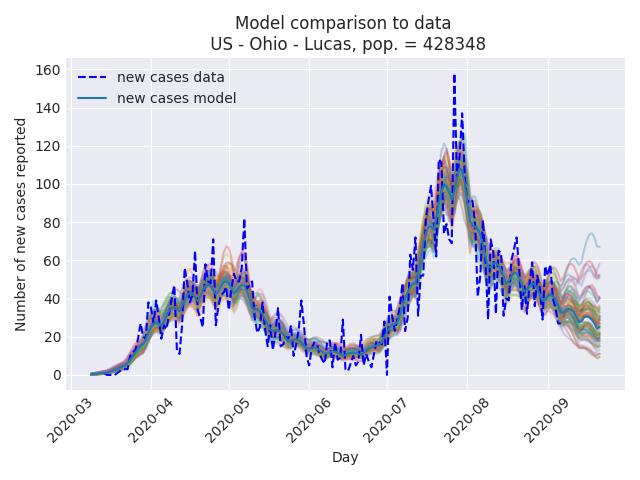 Model comparison to data
US - Ohio - Lucas, pop. = 428348
new cases data
new cases model
Number of new cases reported
160
140
120
100
80
60
40
20
0
2020-03
2020-04
2020-05
2020-06
2020-07
2020-08
2020-09
Day